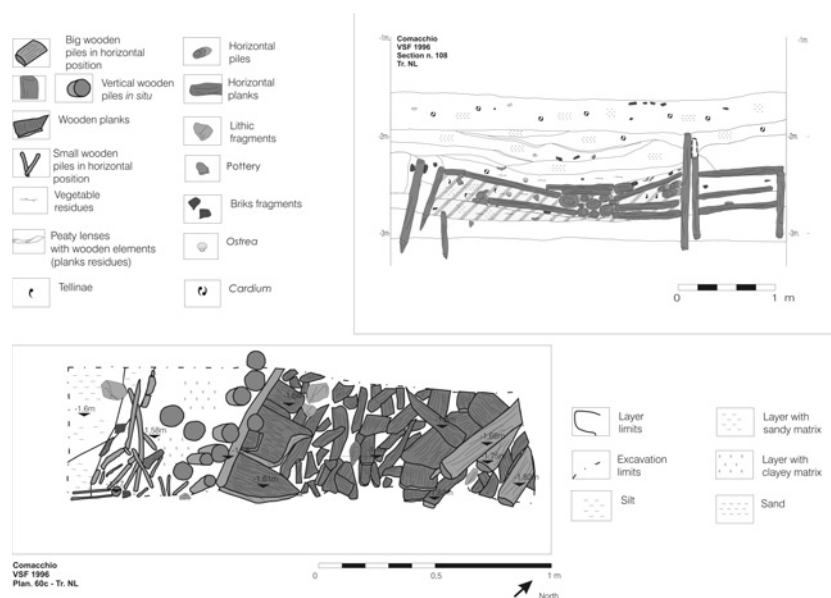 Big wooden
piles in horizontal
position
Vertical wooden
piles in situ
Wooden planks
Small wooden
piles in horizontal
position
Vegetable
residues
Peaty lenses
with wooden elements
(planks residues)
Tellinae
Horizontal
piles
Horizontal
planks
Lithic
fragments
Pottery
Briks fragments
Ostrea
Cardium
Comacchio
VSF 1996
Section n. 108
Tr. NL
-1m
-1m
-2m
-2m
-3m
-3m
0 1 m
-1.6m
-1.58m
-1.61m
-1.68m
Layer
limits
Excavation
limits
Silt
Layer with
sandy matrix
Layer with
clayey matrix
Sand
Comacchio
VSF 1996
Plan. 60c - Tr. NL
0 0,5 1 m
North